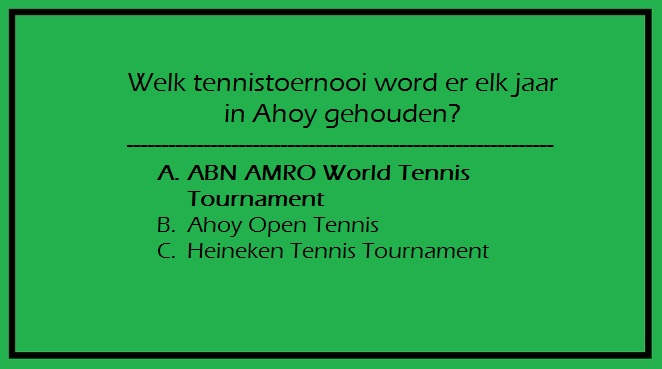 Welk tennistoernooi word er elk jaar
in Ahoy gehouden?
A. ABN AMRO World Tennis
Tournament
B. Ahoy Open Tennis
C. Heineken Tennis Tournament